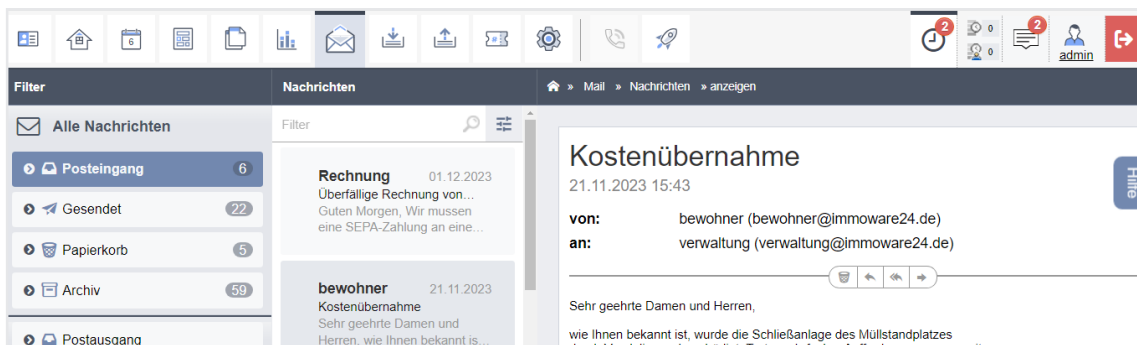 6
2
0
0
2
admin
Filter
Nachrichten
» Mail » Nachrichten » anzeigen
Alle Nachrichten
Posteingang 6
Gesendet 22
Papierkorb 5
Archiv 59
Postausgang
Filter
Rechnung 01.12.2023
Überfällige Rechnung von...
Guten Morgen, Wir mussen
eine SEPA-Zahlung an eine...
bewohner 21.11.2023
Kostenübernahme
Sehr geehrte Damen und
Herren, wie Ihnen bekannt is...
Kostenübernahme
21.11.2023 15:43
von: bewohner (bewohner@immoware24.de)
an: verwaltung (verwaltung@immoware24.de)
Hilfe
Sehr geehrte Damen und Herren,
wie Ihnen bekannt ist, wurde die Schließanlage des Müllstandplatzes